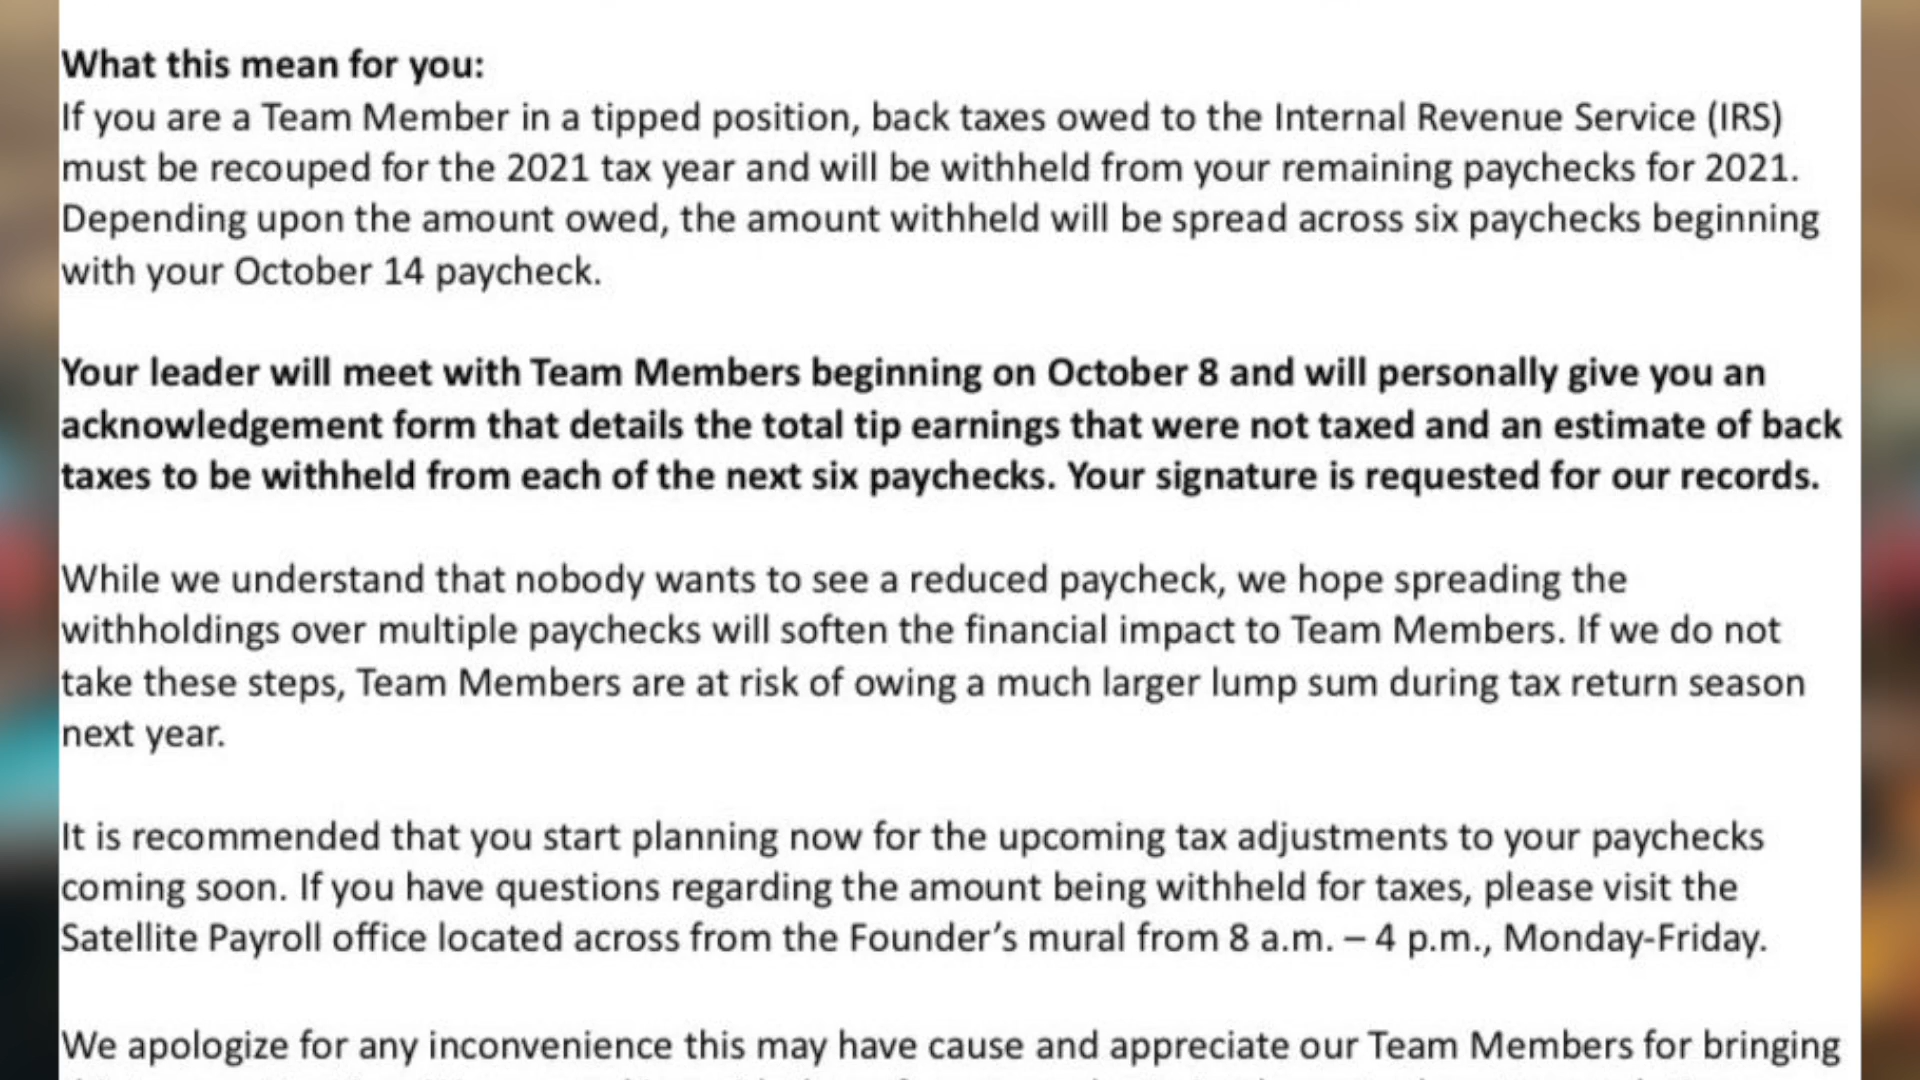 What this mean for you:
If you are a Team Member in a tipped position, back taxes owed to the Internal Revenue Service (IRS)
must be recouped for the 2021 tax year and will be withheld from your remaining paychecks for 2021.
Depending upon the amount owed, the amount withheld will be spread across six paychecks beginning
with your October 14 paycheck.
Your leader will meet with Team Members beginning on October 8 and will personally give you an
acknowledgement form that details the total tip earnings that were not taxed and an estimate of back
taxes to be withheld from each of the next six paychecks. Your signature is requested for our records.
While we understand that nobody wants to see a reduced paycheck, we hope spreading the
withholdings over multiple paychecks will soften the financial impact to Team Members. If we do not
take these steps, Team Members are at risk of owing a much larger lump sum during tax return season
next year.
It is recommended that you start planning now for the upcoming tax adjustments to your paychecks
coming soon. If you have questions regarding the amount being withheld for taxes, please visit the
Satellite Payroll office located across from the Founder’s mural from 8 a.m. – 4 p.m., Monday-Friday.
We apologize for any inconvenience this may have cause and appreciate our Team Members for bringing